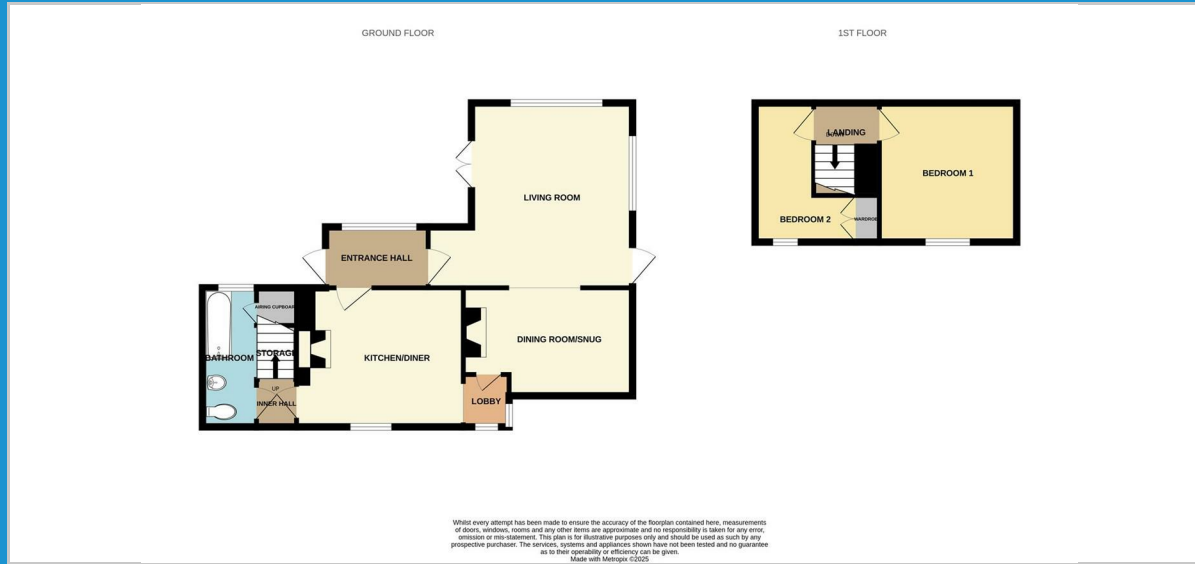 GROUND FLOOR
1ST FLOOR
LIVING ROOM
ENTRANCE HALL
AIRING CUPBOARD
BATHROOM
STORAGE
UP
INNER HALL
KITCHEN/DINER
DINING ROOM/SNUG
LOBBY
LANDING
DOWN
BEDROOM 1
BEDROOM 2
WARDROBE
Whilst every attempt has been made to ensure the accuracy of the floorplan contained here, measurements
of doors, windows, rooms and any other items are approximate and no responsibility is taken for any error,
omission or mis-statement. This plan is for illustrative purposes only and should be used as such by any
prospective purchaser. The services, systems and appliances shown have not been tested and no guarantee
as to their operability or efficiency can be given.
Made with Metropix ©2025